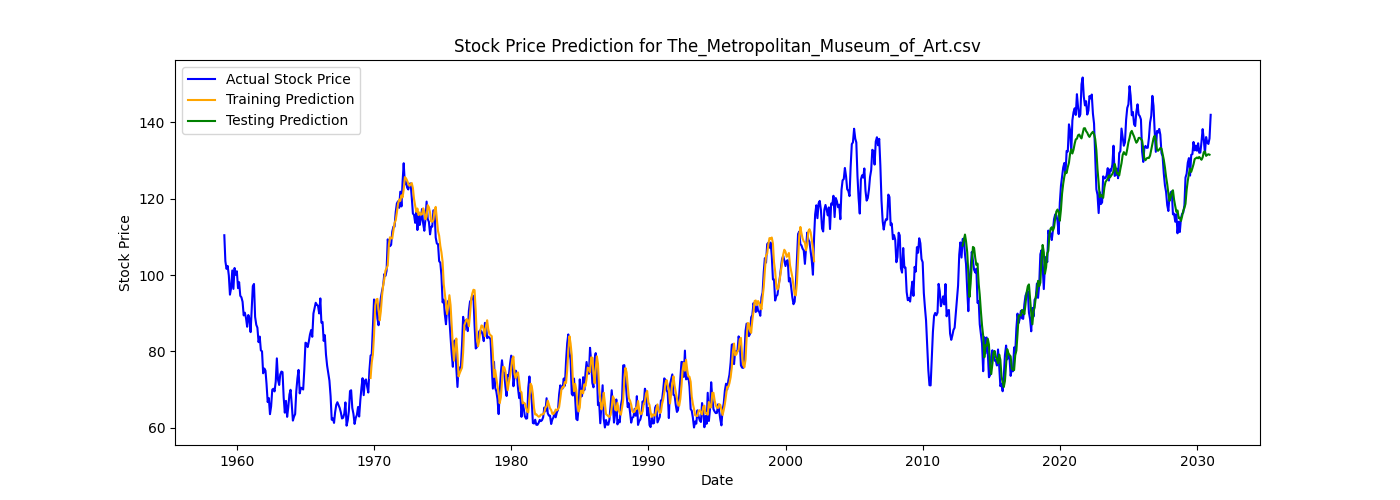 Stock Price Prediction for The_Metropolitan_Museum_of_Art.csv
Actual Stock Price
Training Prediction
Testing Prediction
Stock Price
140
120
100
80
60
1960 1970 1980 1990 2000 2010 2020 2030
Date